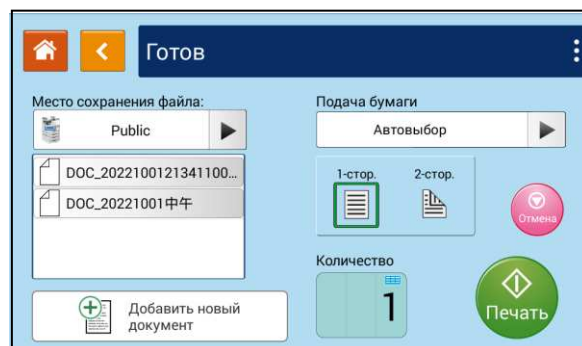 Готов
Место сохранения файла:
Public
DOC_2022100121341100...
DOC_20221001中午
Добавить новый
документ
Подача бумаги
Автовыбор
1-стор. 2-стор.
Отмена
Количество
1
Печать